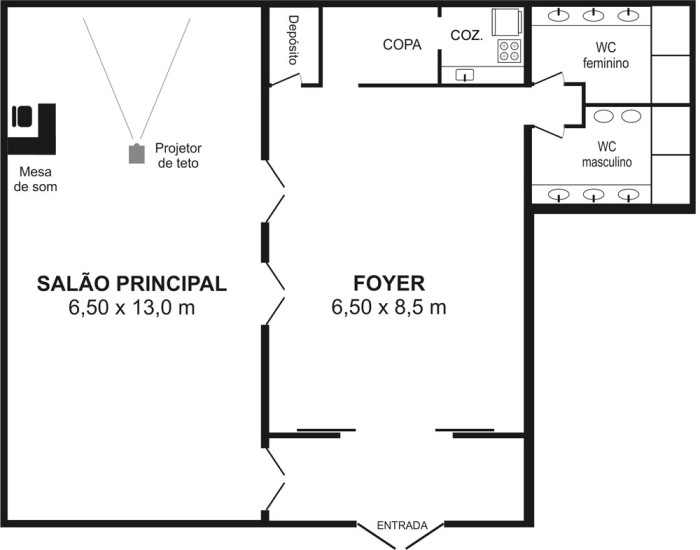 Depósito
COPA
COZ.
WC
feminino
Projetor
de teto
WC
masculino
Mesa
de som
SALÃO PRINCIPAL
6,50 x 13,0 m
FOYER
6,50 x 8,5 m
ENTRADA